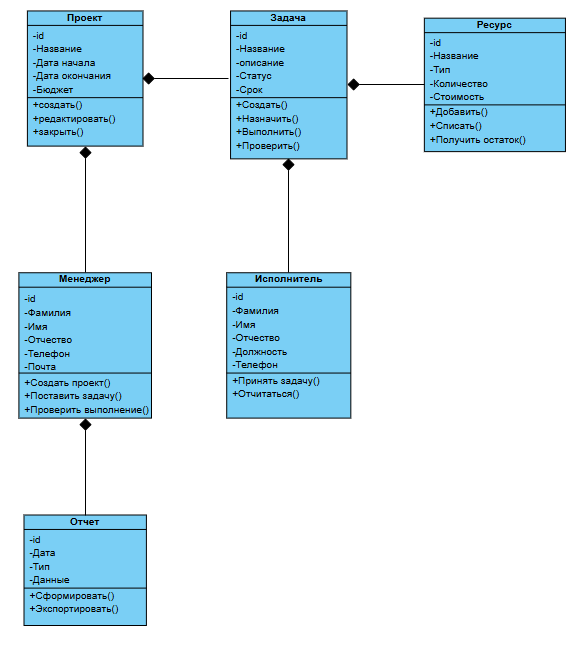 Проект
-id
-Название
-Дата начала
-Дата окончания
-Бюджет
+создать()
+редактировать()
+закрыть()
Задача
-id
-Название
-описание
-Статус
-Срок
+Создать()
+Назначить()
+Выполнить()
+Проверить()
Ресурс
-id
-Название
-Тип
-Количество
-Стоимость
+Добавить()
+Списать()
+Получить остаток()
Менеджер
-id
-Фамилия
-Имя
-Отчество
-Телефон
-Почта
+Создать проект()
+Поставить задачу()
+Проверить выполнение()
Исполнитель
-id
-Фамилия
-Имя
-Отчество
-Должность
-Телефон
+Принять задачу()
+Отчитаться()
Отчет
-id
-Дата
-Тип
-Данные
+Сформировать()
+Экспортировать()